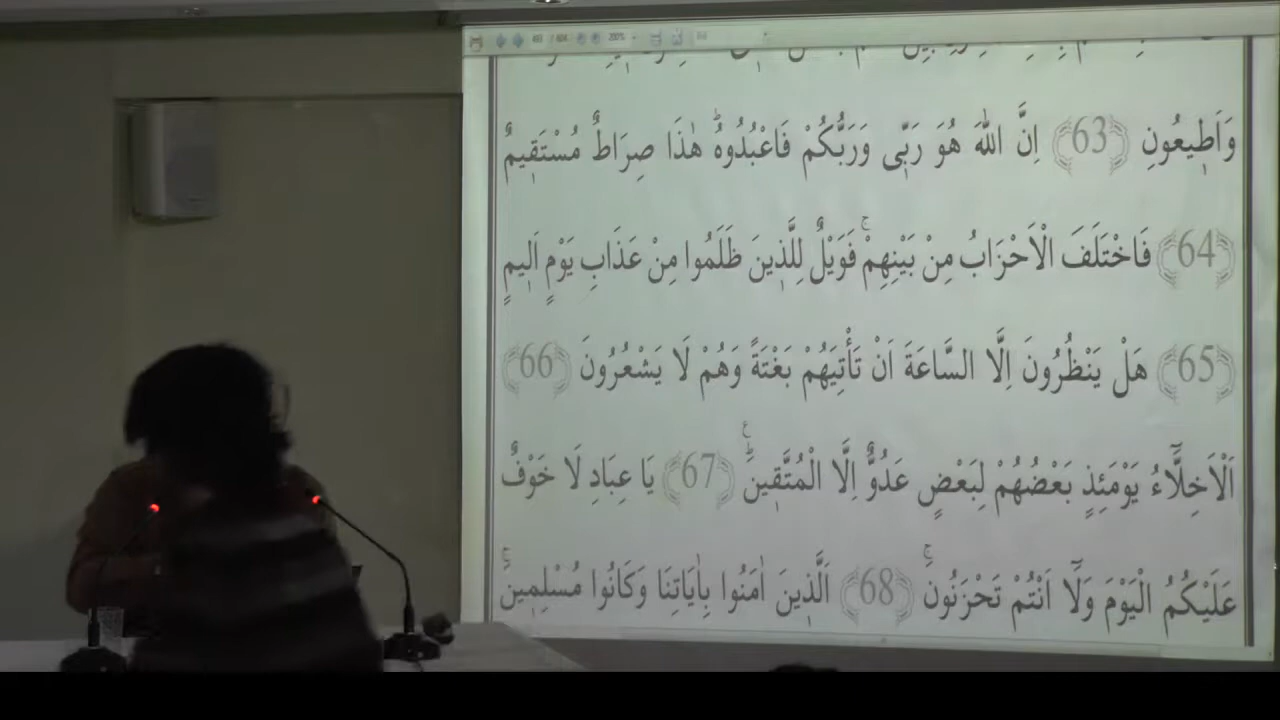 200%
وَاَطٖيعُونِ ﴿63﴾ اِنَّ اللّٰهَ هُوَ رَبّٖى وَرَبُّكُمْ فَاعْبُدُوهُؕ هٰذَا صِرَاطٌ مُسْتَقٖيمٌ
﴿64﴾ فَاخْتَلَفَ الْاَحْزَابُ مِنْ بَيْنِهِمْۚ فَوَيْلٌ لِلَّذٖينَ ظَلَمُوا مِنْ عَذَابِ يَوْمٍ اَلٖيمٍ
﴿65﴾ هَلْ يَنْظُرُونَ اِلَّا السَّاعَةَ اَنْ تَأْتِيَهُمْ بَغْتَةً وَهُمْ لَا يَشْعُرُونَ ﴿66﴾
اَلْاَخِلَّٓاءُ يَوْمَئِذٍ بَعْضُهُمْ لِبَعْضٍ عَدُوٌّ اِلَّا الْمُتَّقٖينَؕع ﴿67﴾ يَا عِبَادِ لَا خَوْفٌ
عَلَيْكُمُ الْيَوْمَ وَلَٓا اَنْتُمْ تَحْزَنُونَۚ ﴿68﴾ اَلَّذٖينَ اٰمَنُوا بِاٰيَاتِنَا وَكَانُوا مُسْلِمٖينَۚ